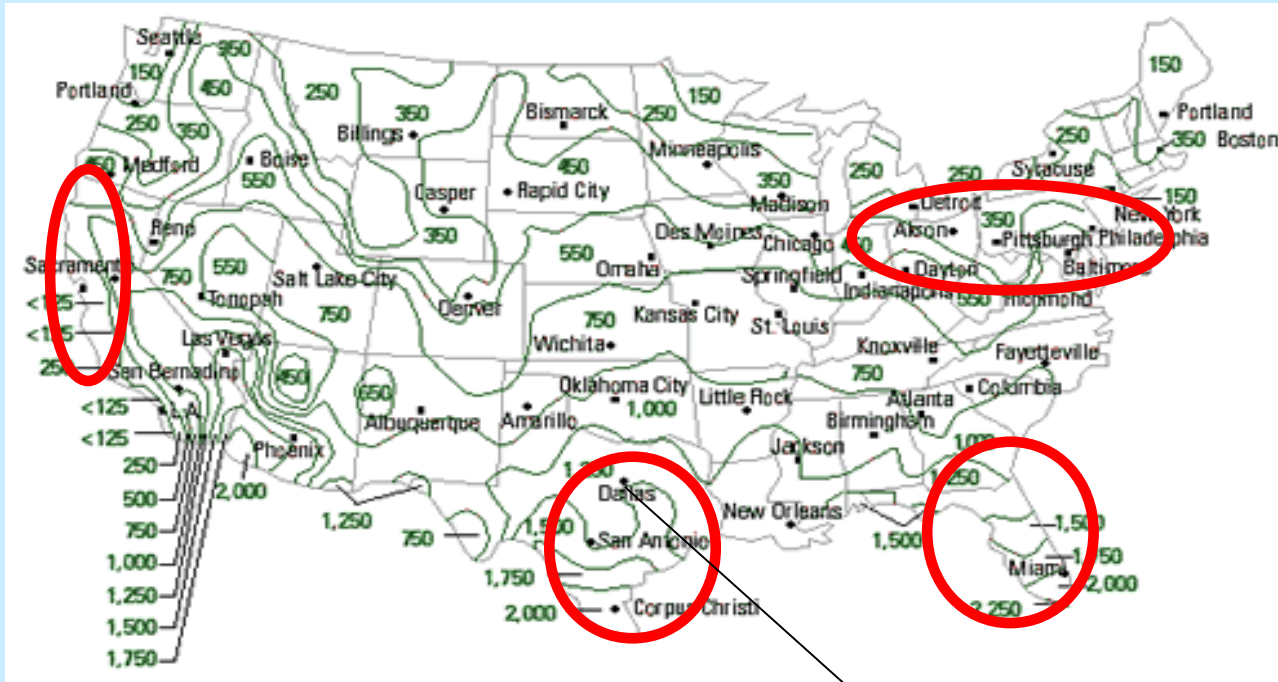 Seattle
350
150
450
250
150
150
Portland
350
Bismarck
250
Portland
250
350
Billings
250
350
Boston
Medford
Boise
Minneapolis
Syracuse
450
550
450
250
250
Casper
Rapid City
350
Madison
Detroit
150
New York
Reno
350
Des Moines
Chicago
Akron
350
Pittsburgh
Philadelphia
Sacramento
750
550
Salt Lake City
550
Omaha
Springfield
Dayton
Baltimore
<125
Tonopah
Denver
Indianapolis
550
Richmond
750
Kansas City
<125
750
St. Louis
Las Vegas
Wichita
Knoxville
Fayetteville
San Bernadino
450
650
Oklahoma City
Little Rock
750
Columbia
Atlanta
<125
L.A.
Albuquerque
Amarillo
1,000
Birmingham
<125
Phoenix
Jackson
1,000
250
2,000
1,250
500
1,250
Dallas
New Orleans
750
750
San Antonio
1,500
1,500
1,000
1,750
Miami
1,750
2,000
1,250
2,000
Corpus Christi
2,250
1,500
1,750